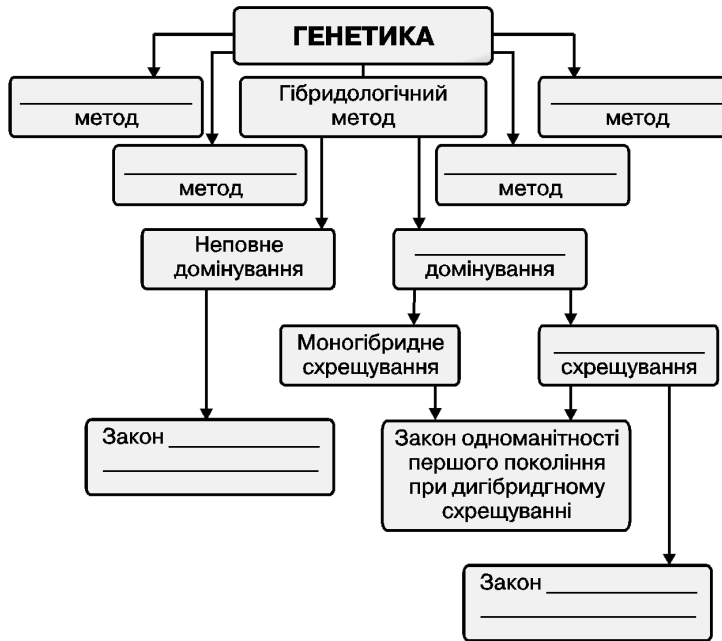 ГЕНЕТИКА
метод
Гібридологічний
метод
метод
метод
метод
Неповне
домінування
домінування
Моногібридне
схрещування
схрещування
Закон
Закон одноманітності
першого покоління
при дигібридгному
схрещуванні
Закон